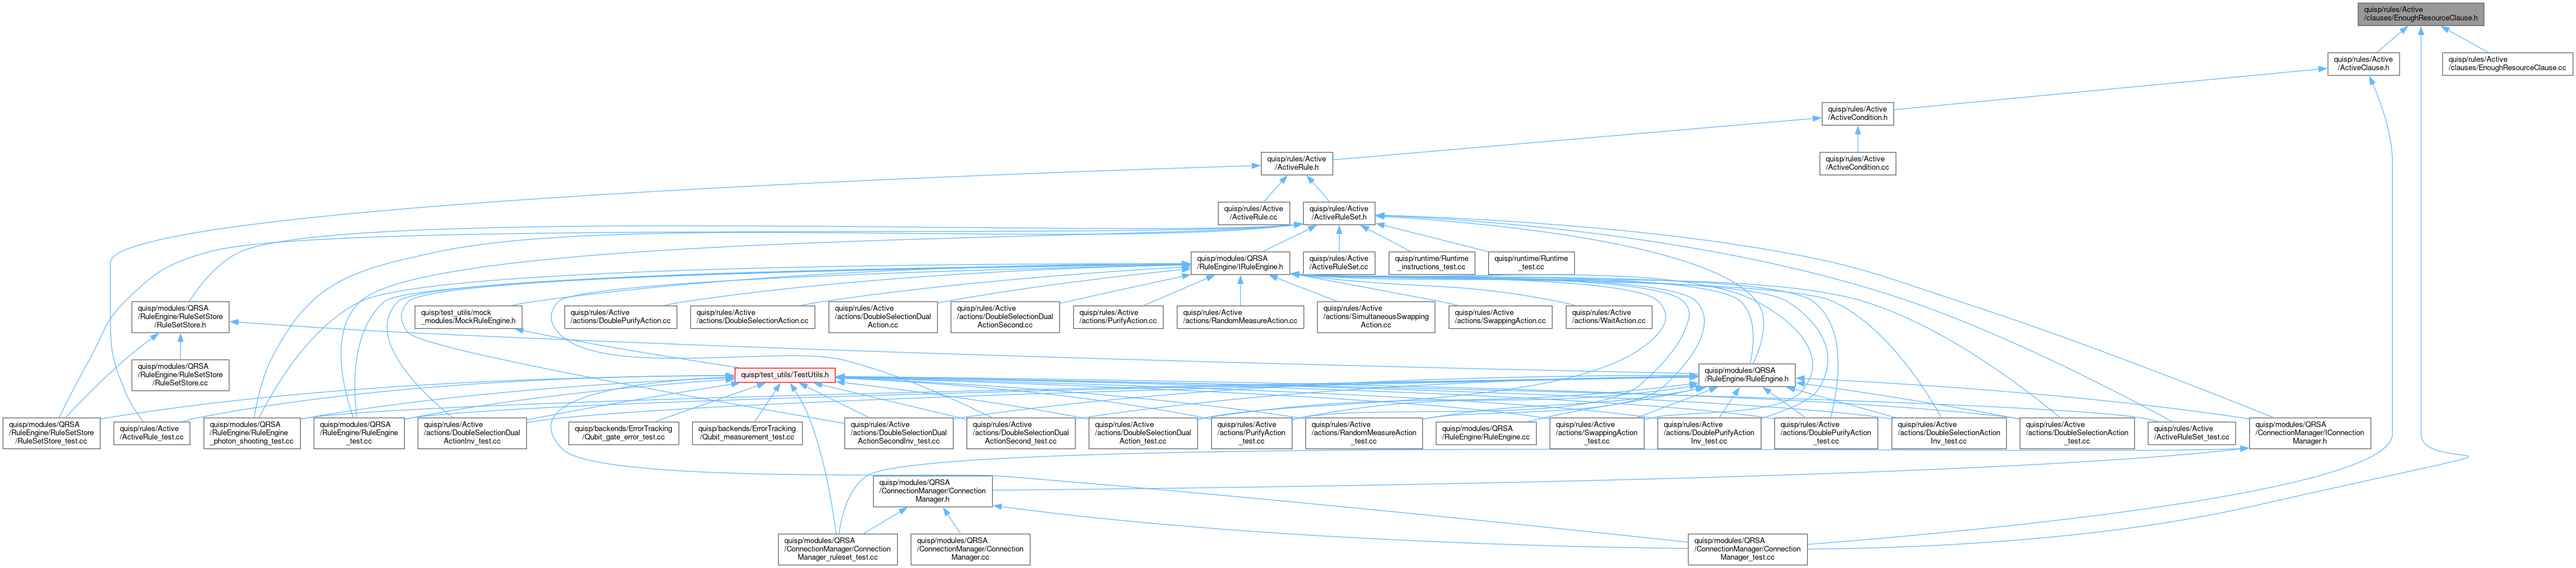 quisp/rules/Active
/clauses/EnoughResourceClause.h
quisp/rules/Active
/ActiveClause.h
quisp/rules/Active
/clauses/EnoughResourceClause.cc
quisp/rules/Active
/ActiveCondition.h
quisp/rules/Active
/ActiveRule.h
quisp/rules/Active
/ActiveCondition.cc
quisp/rules/Active
/ActiveRule.cc
quisp/rules/Active
/ActiveRuleSet.h
quisp/modules/QRSA
/RuleEngine/IRuleEngine.h
quisp/rules/Active
/ActiveRuleSet.cc
quisp/runtime/Runtime
_instructions_test.cc
quisp/runtime/Runtime
_test.cc
quisp/modules/QRSA
/RuleEngine/RuleSetStore
/RuleSetStore.h
quisp/test_utils/mock
_modules/MockRuleEngine.h
quisp/rules/Active
/actions/DoublePurifyAction.cc
quisp/rules/Active
/actions/DoubleSelectionAction.cc
quisp/rules/Active
/actions/DoubleSelectionDual
Action.cc
quisp/rules/Active
/actions/DoubleSelectionDual
ActionSecond.cc
quisp/rules/Active
/actions/PurifyAction.cc
quisp/rules/Active
/actions/RandomMeasureAction.cc
quisp/rules/Active
/actions/SimultaneousSwapping
Action.cc
quisp/rules/Active
/actions/SwappingAction.cc
quisp/rules/Active
/actions/WaitAction.cc
quisp/modules/QRSA
/RuleEngine/RuleSetStore
/RuleSetStore.cc
quisp/test_utils/TestUtils.h
quisp/modules/QRSA
/RuleEngine/RuleEngine.h
quisp/modules/QRSA
/RuleEngine/RuleSetStore
/RuleSetStore_test.cc
quisp/rules/Active
/ActiveRule_test.cc
quisp/modules/QRSA
/RuleEngine/RuleEngine
_photon_shooting_test.cc
quisp/modules/QRSA
/RuleEngine/RuleEngine
_test.cc
quisp/rules/Active
/actions/DoubleSelectionDual
ActionInv_test.cc
quisp/backends/ErrorTracking
/Qubit_gate_error_test.cc
quisp/backends/ErrorTracking
/Qubit_measurement_test.cc
quisp/rules/Active
/actions/DoubleSelectionDual
ActionSecondInv_test.cc
quisp/rules/Active
/actions/DoubleSelectionDual
ActionSecond_test.cc
quisp/rules/Active
/actions/DoubleSelectionDual
Action_test.cc
quisp/rules/Active
/actions/PurifyAction
_test.cc
quisp/rules/Active
/actions/RandomMeasureAction
_test.cc
quisp/modules/QRSA
/RuleEngine/RuleEngine.cc
quisp/rules/Active
/actions/SwappingAction
_test.cc
quisp/rules/Active
/actions/DoublePurifyAction
Inv_test.cc
quisp/rules/Active
/actions/DoublePurifyAction
_test.cc
quisp/rules/Active
/actions/DoubleSelectionAction
Inv_test.cc
quisp/rules/Active
/actions/DoubleSelectionAction
_test.cc
quisp/rules/Active
/ActiveRuleSet_test.cc
quisp/modules/QRSA
/ConnectionManager/IConnection
Manager.h
quisp/modules/QRSA
/ConnectionManager/Connection
Manager.h
quisp/modules/QRSA
/ConnectionManager/Connection
Manager_ruleset_test.cc
quisp/modules/QRSA
/ConnectionManager/Connection
Manager.cc
quisp/modules/QRSA
/ConnectionManager/Connection
Manager_test.cc